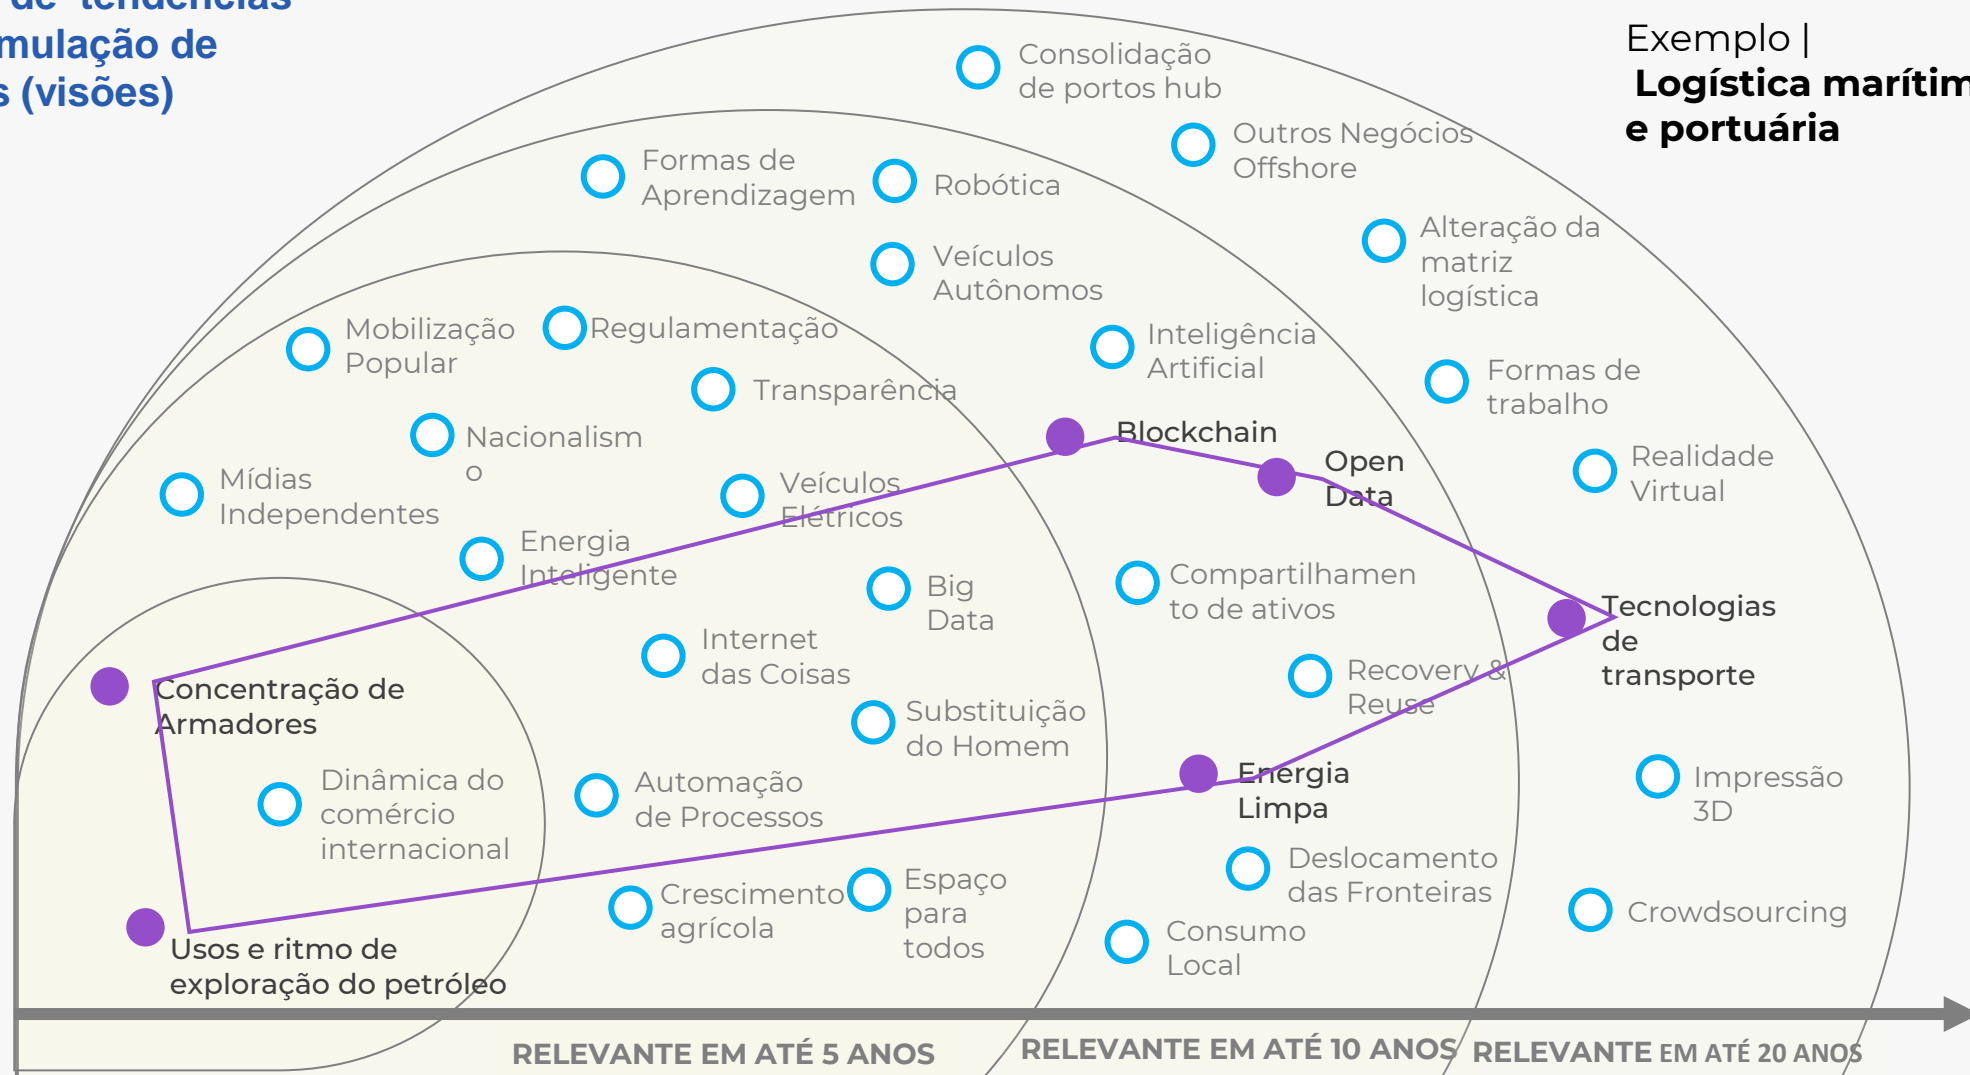 de tendências
mulação de
s (visões)
Exemplo |
Logística marítim
e portuária
Consolidação
de portos hub
Outros Negócios
Offshore
Formas de
Aprendizagem
Robótica
Alteração da
matriz
logística
Veículos
Autônomos
Mobilização
Popular
Regulamentação
Inteligência
Artificial
Transparência
Formas de
trabalho
Nacionalism
o
Blockchain
Open
Data
Realidade
Virtual
Mídias
Independentes
Veículos
Elétricos
Energia
Inteligente
Big
Data
Compartilhamen
to de ativos
Tecnologias
de
transporte
Internet
das Coisas
Recovery &
Reuse
Concentração de
Armadores
Substituição
do Homem
Dinâmica do
comércio
internacional
Automação
de Processos
Energia
Limpa
Impressão
3D
Crescimento
agrícola
Espaço
para
todos
Deslocamento
das Fronteiras
Consumo
Local
Crowdsourcing
Usos e ritmo de
exploração do petróleo
RELEVANTE EM ATÉ 5 ANOS
RELEVANTE EM ATÉ 10 ANOS
RELEVANTE EM ATÉ 20 ANOS